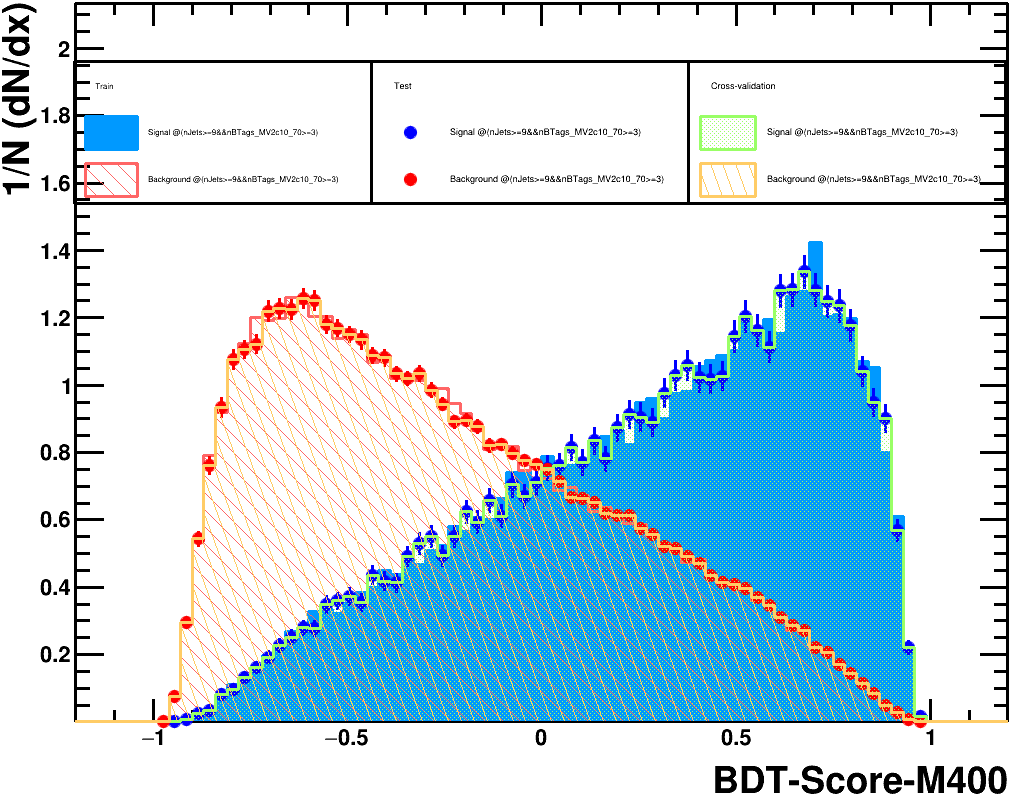 1/N (dN/dx)
2
1.8
1.6
1.4
1.2
1
0.8
0.6
0.4
0.2
Train
Test
Cross-validation
Signal @(nJets>=9&&nBTags_MV2c10_70>=3)
Signal @(nJets>=9&&nBTags_MV2c10_70>=3)
Signal @(nJets>=9&&nBTags_MV2c10_70>=3)
Background @(nJets>=9&&nBTags_MV2c10_70>=3)
Background @(nJets>=9&&nBTags_MV2c10_70>=3)
Background @(nJets>=9&&nBTags_MV2c10_70>=3)
−1 −0.5 0 0.5 1
BDT-Score-M400